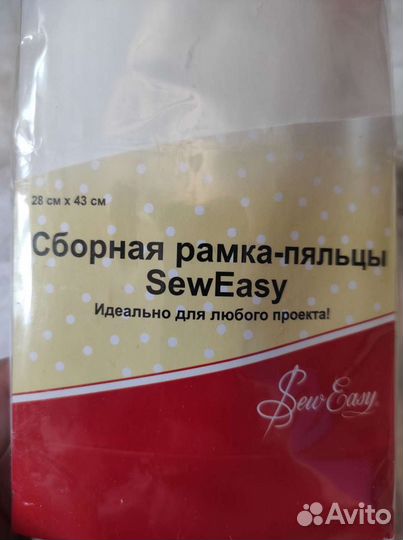 28 см x 43 см
Сборная рамка-пяльцы
SewEasy
Идеально для любого проекта!
Sew Easy®
Avito